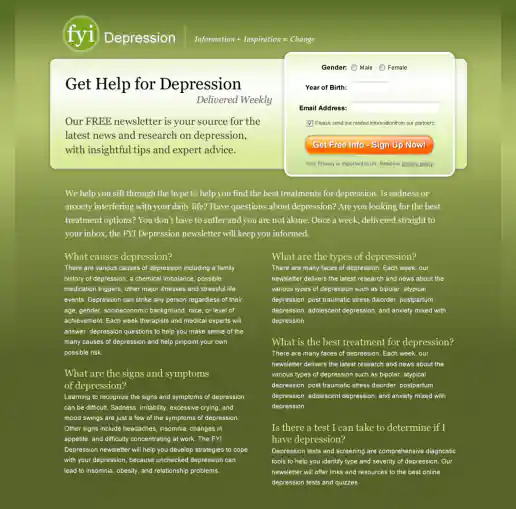 fyi Depression Information + Inspiration = Change
Get Help for Depression
Delivered Weekly
Our FREE newsletter is your source for the
latest news and research on depression,
with insightful tips and expert advice.
Gender: Male Female
Year of Birth:
Email Address:
Please send me related information from our partners.
Get Free Info - Sign Up Now!
Your Privacy is important to us. Read our privacy policy.
We help you sift through the hype to help you find the best treatments for depression. Is sadness or
anxiety interfering with your daily life? Have questions about depression? Are you looking for the best
treatment options? You don't have to suffer and you are not alone. Once a week, delivered straight to
your inbox, the FYI Depression newsletter will keep you informed.
What causes depression?
There are various causes of depression including a family
history of depression, a chemical imbalance, possible
medication triggers, other major illnesses and stressful life
events. Depression can strike any person regardless of their
age, gender, socioeconomic background, race, or level of
achievement. Each week therapists and medical experts will
answer depression questions to help you make sense of the
many causes of depression and help pinpoint your own
possible risk.
What are the signs and symptoms
of depression?
Learning to recognize the signs and symptoms of depression
can be difficult. Sadness, irritability, excessive crying, and
mood swings are just a few of the symptoms of depression.
Other signs include headaches, insomnia, changes in
appetite, and difficulty concentrating at work. The FYI
Depression newsletter will help you develop strategies to cope
with your depression, because unchecked depression can
lead to insomnia, obesity, and relationship problems.
What are the types of depression?
There are many faces of depression. Each week, our
newsletter delivers the latest research and news about the
various types of depression such as bipolar, atypical
depression, post traumatic stress disorder, postpartum
depression, adolescent depression, and anxiety mixed with
depression.
What is the best treatment for depression?
There are many faces of depression. Each week, our
newsletter delivers the latest research and news about the
various types of depression such as bipolar, atypical
depression, post traumatic stress disorder, postpartum
depression, adolescent depression, and anxiety mixed with
depression.
Is there a test I can take to determine if I
have depression?
Depression tests and screening are comprehensive diagnostic
tools to help you identify type and severity of depression. Our
newsletter will offer links and resources to the best online
depression tests and quizzes.